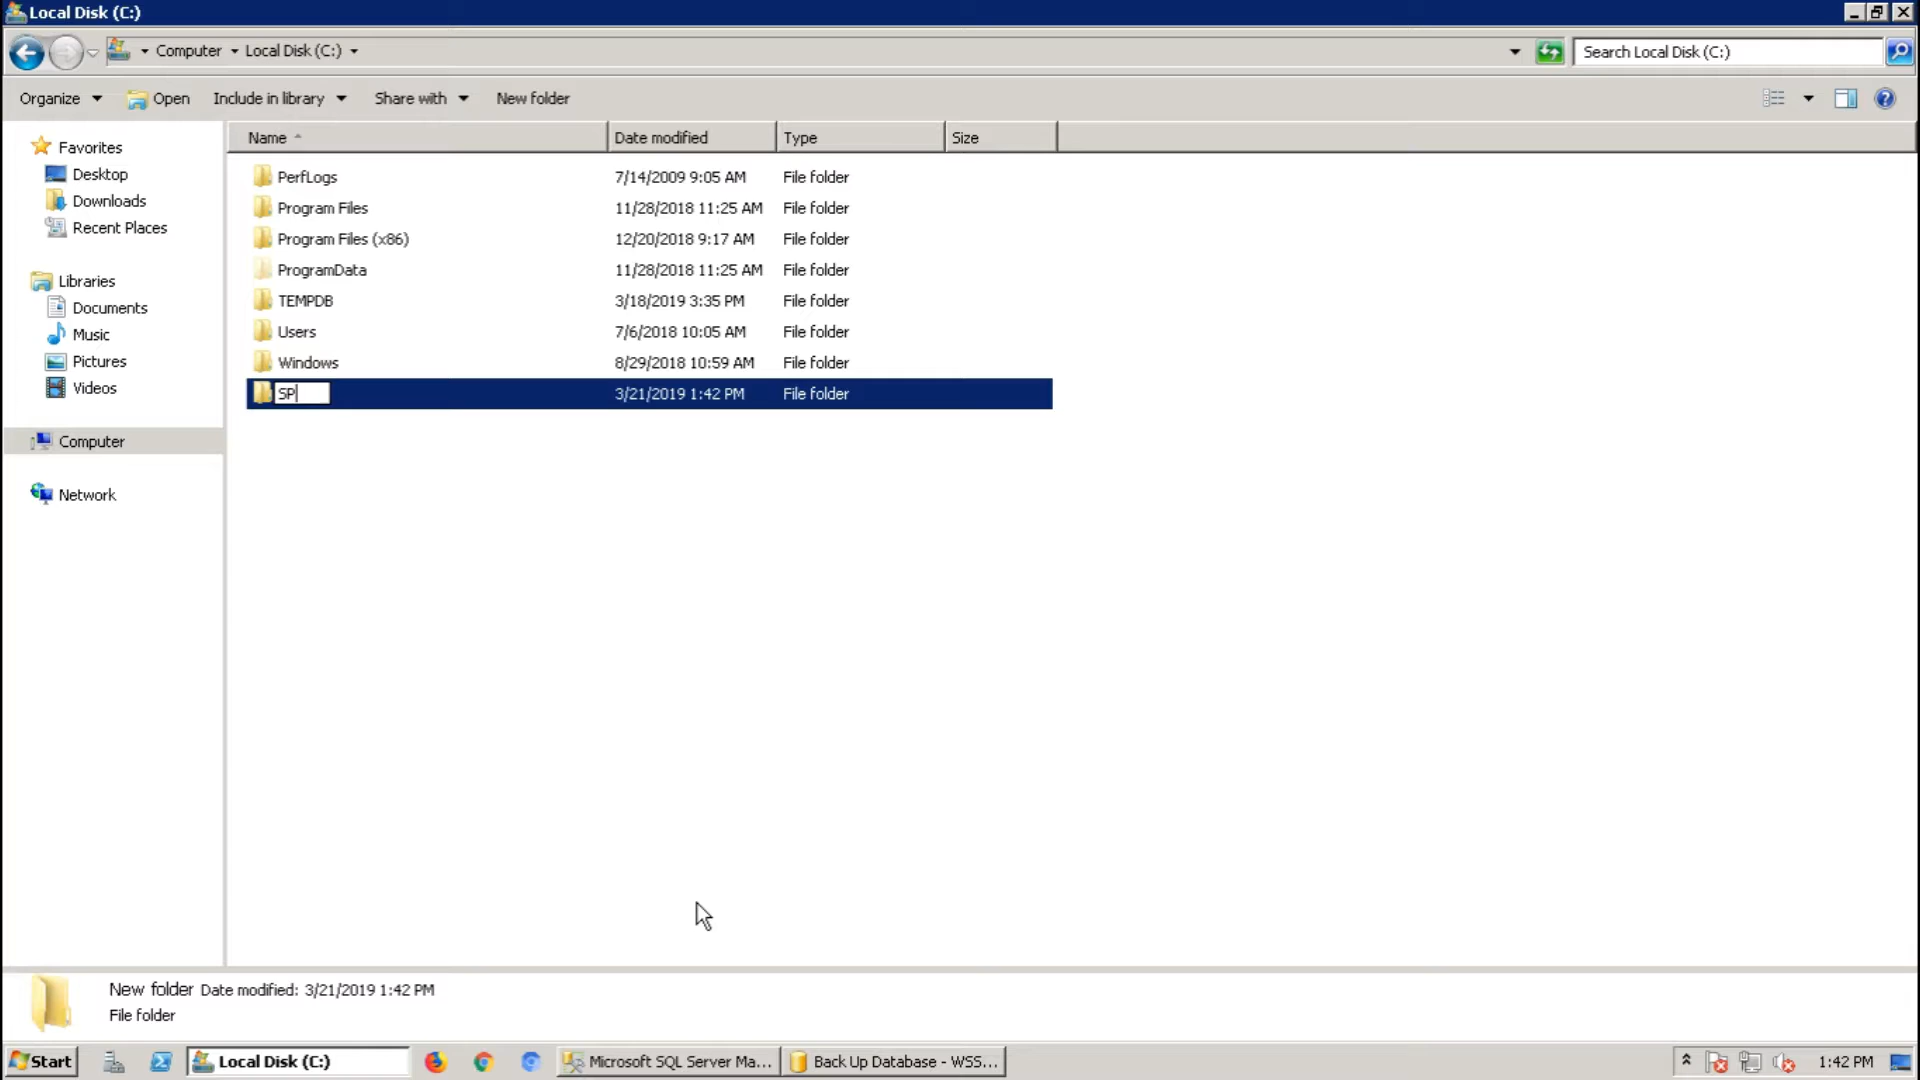 Local Disk (C:)
Computer Local Disk (C:)
Search Local Disk (C:)
Organize Open Include in library Share with New folder
Name Date modified Type Size
Favorites
Desktop
Downloads
Recent Places
Libraries
Documents
Music
Pictures
Videos
Computer
Network
PerfLogs 7/14/2009 9:05 AM File folder
Program Files 11/28/2018 11:25 AM File folder
Program Files (x86) 12/20/2018 9:17 AM File folder
ProgramData 11/28/2018 11:25 AM File folder
TEMPDB 3/18/2019 3:35 PM File folder
Users 7/6/2018 10:05 AM File folder
Windows 8/29/2018 10:59 AM File folder
SP 3/21/2019 1:42 PM File folder
New folder Date modified: 3/21/2019 1:42 PM
File folder
Start Local Disk (C:) Microsoft SQL Server Ma... Back Up Database - WSS... 1:42 PM